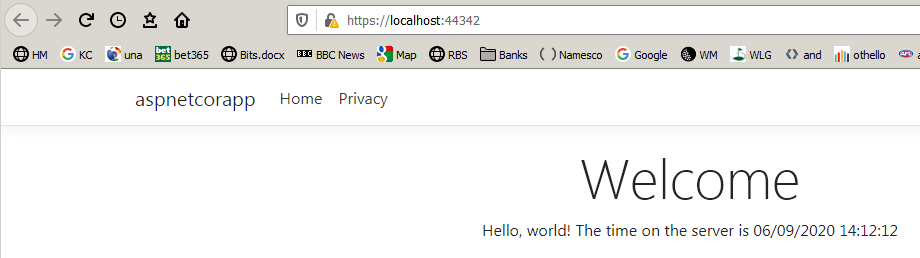 https://localhost:44342
HM KC una bet365 Bits.docx BBC BBC News Map RBS Banks Namesco Google WM WLG and othello
aspnetcorapp Home Privacy
Welcome
Hello, world! The time on the server is 06/09/2020 14:12:12